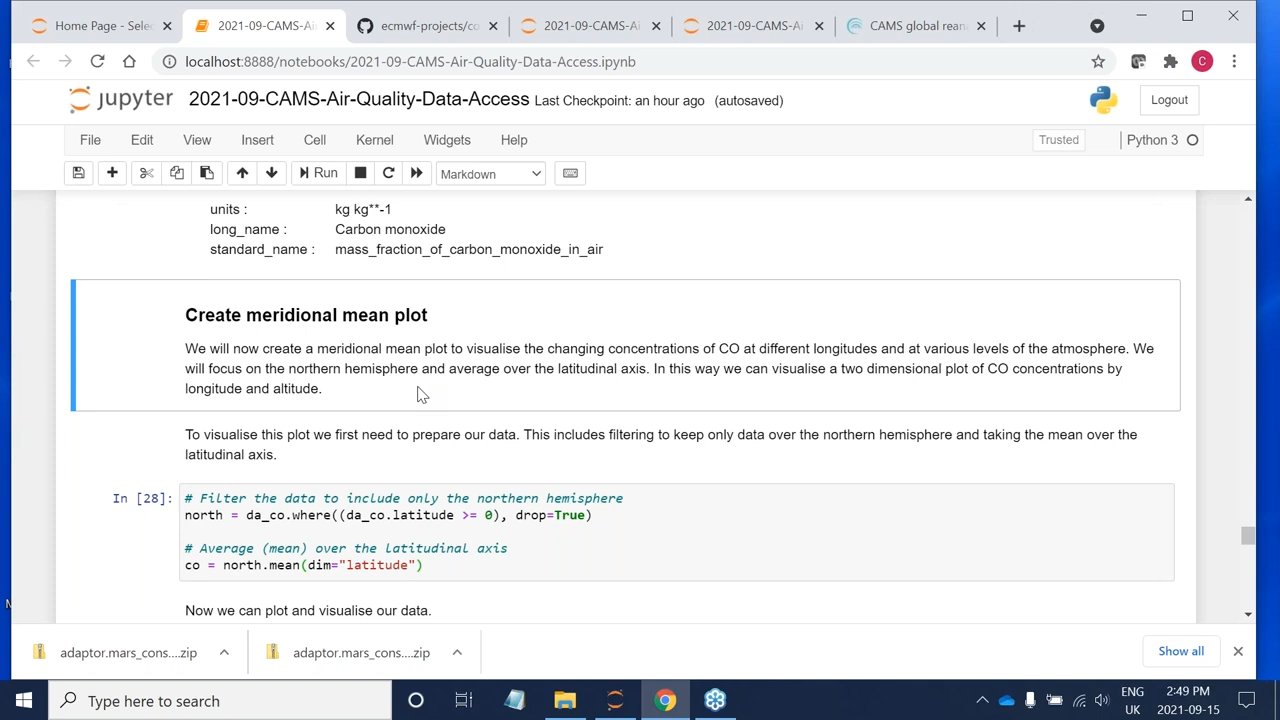 Home Page - Selec
2021-09-CAMS-Air
ecmwf-projects/co
2021-09-CAMS-Ai
2021-09-CAMS-Ai
CAMS global rean
localhost:8888/notebooks/2021-09-CAMS-Air-Quality-Data-Access.ipynb
C
jupyter 2021-09-CAMS-Air-Quality-Data-Access Last Checkpoint: an hour ago (autosaved)
Logout
File Edit View Insert Cell Kernel Widgets Help
Trusted
Python 3
Run
Markdown
units : kg kg**-1
long_name : Carbon monoxide
standard_name : mass_fraction_of_carbon_monoxide_in_air
Create meridional mean plot
We will now create a meridional mean plot to visualise the changing concentrations of CO at different longitudes and at various levels of the atmosphere. We
will focus on the northern hemisphere and average over the latitudinal axis. In this way we can visualise a two dimensional plot of CO concentrations by
longitude and altitude.
To visualise this plot we first need to prepare our data. This includes filtering to keep only data over the northern hemisphere and taking the mean over the
latitudinal axis.
In [28]: # Filter the data to include only the northern hemisphere
north = da_co.where((da_co.latitude >= 0), drop=True)
# Average (mean) over the latitudinal axis
co = north.mean(dim="latitude")
Now we can plot and visualise our data.
adaptor.mars_cons....zip
adaptor.mars_cons....zip
Show all
Type here to search
ENG
UK
2:49 PM
2021-09-15